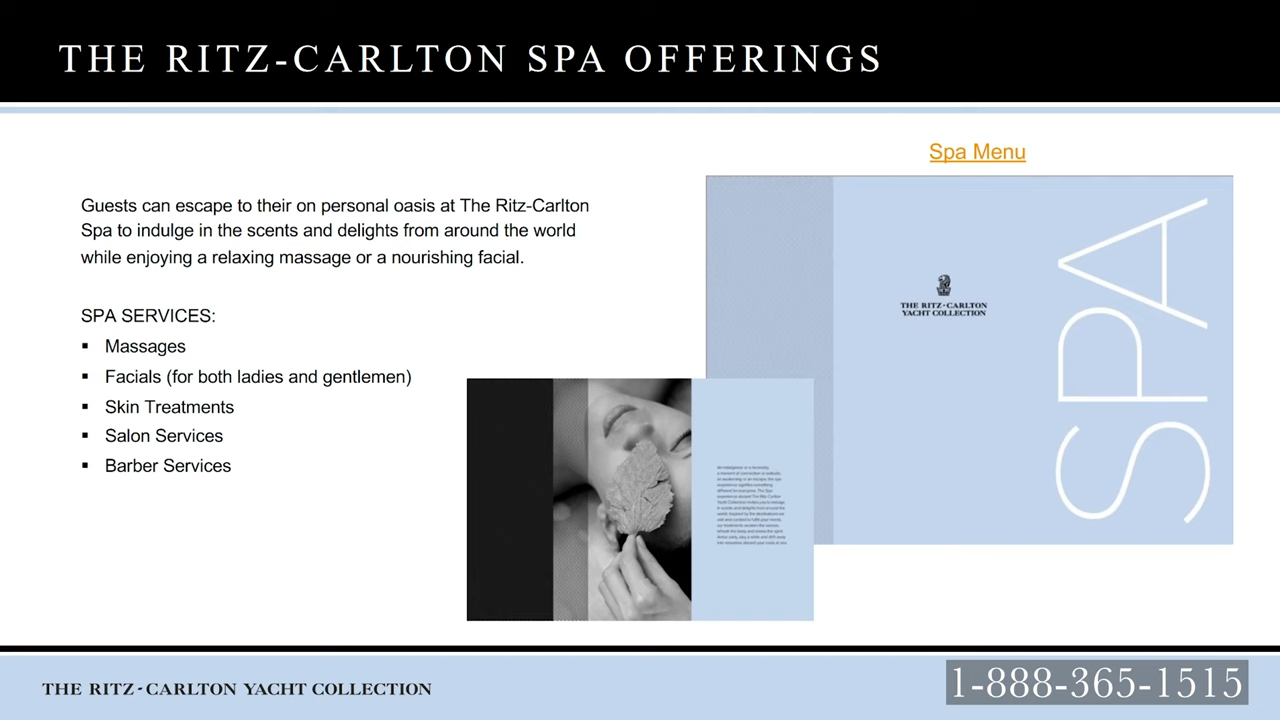 THE RITZ-CARLTON SPA OFFERINGS
Spa Menu
Guests can escape to their on personal oasis at The Ritz-Carlton
Spa to indulge in the scents and delights from around the world
while enjoying a relaxing massage or a nourishing facial.
SPA SERVICES:
▪ Massages
▪ Facials (for both ladies and gentlemen)
▪ Skin Treatments
▪ Salon Services
▪ Barber Services
THE RITZ-CARLTON
YACHT COLLECTION
SPA
THE RITZ-CARLTON YACHT COLLECTION
1-888-365-1515